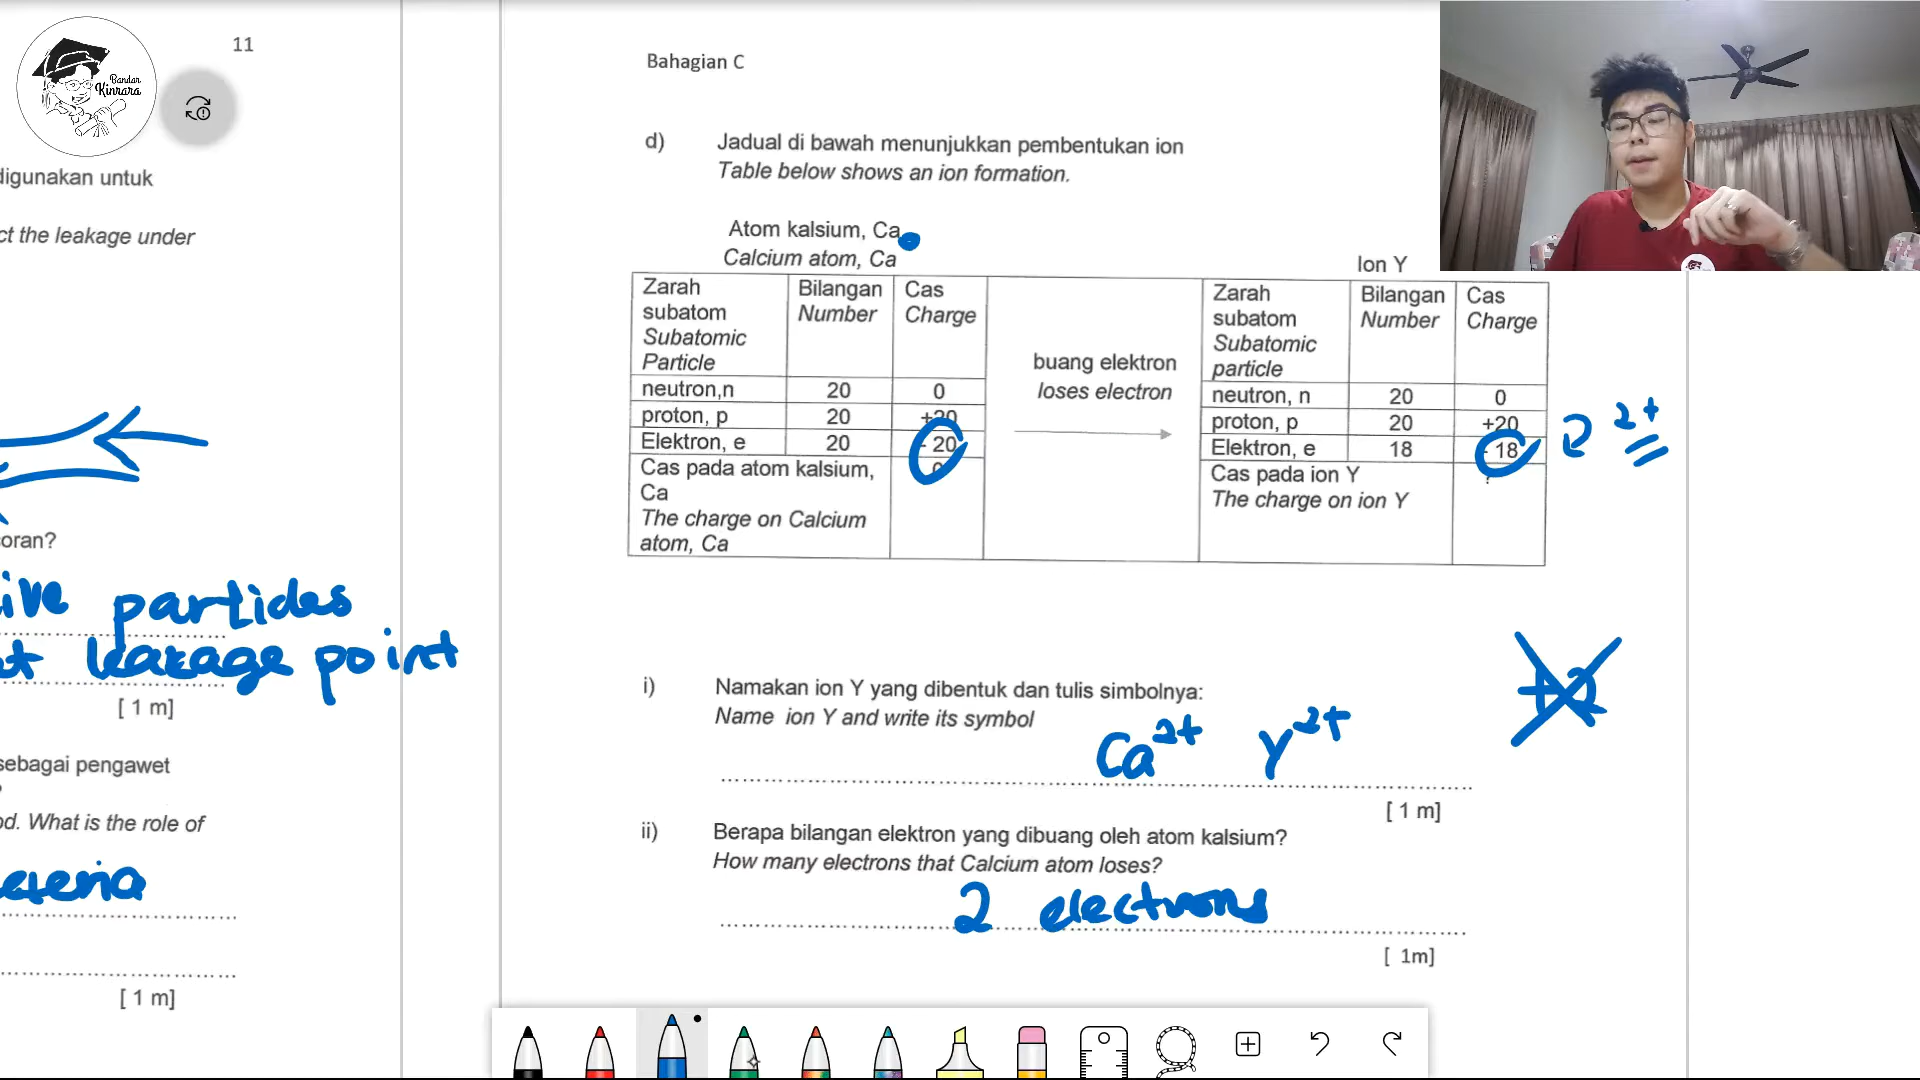 Bandar
Kinrara
11
digunakan untuk
ct the leakage under
oran?
ive particles
at leakage point
[ 1 m]
sebagai pengawet
od. What is the role of
[ 1 m]
Bahagian C
d) Jadual di bawah menunjukkan pembentukan ion
Table below shows an ion formation.
Atom kalsium, Ca
Calcium atom, Ca
Zarah subatom Subatomic Particle Bilangan Number Cas Charge
neutron,n 20 0
proton, p 20 +20
Elektron, e 20 - 20
Cas pada atom kalsium, Ca 0
The charge on Calcium atom, Ca
buang elektron
loses electron
Ion Y
Zarah subatom Subatomic particle Bilangan Number Cas Charge
neutron, n 20 0
proton, p 20 +20
Elektron, e 18 - 18
Cas pada ion Y ?
The charge on ion Y
2+
i) Namakan ion Y yang dibentuk dan tulis simbolnya:
Name ion Y and write its symbol
Ca²⁺ Y²⁺
[ 1 m]
ii) Berapa bilangan elektron yang dibuang oleh atom kalsium?
How many electrons that Calcium atom loses?
2 electrons
[ 1m]